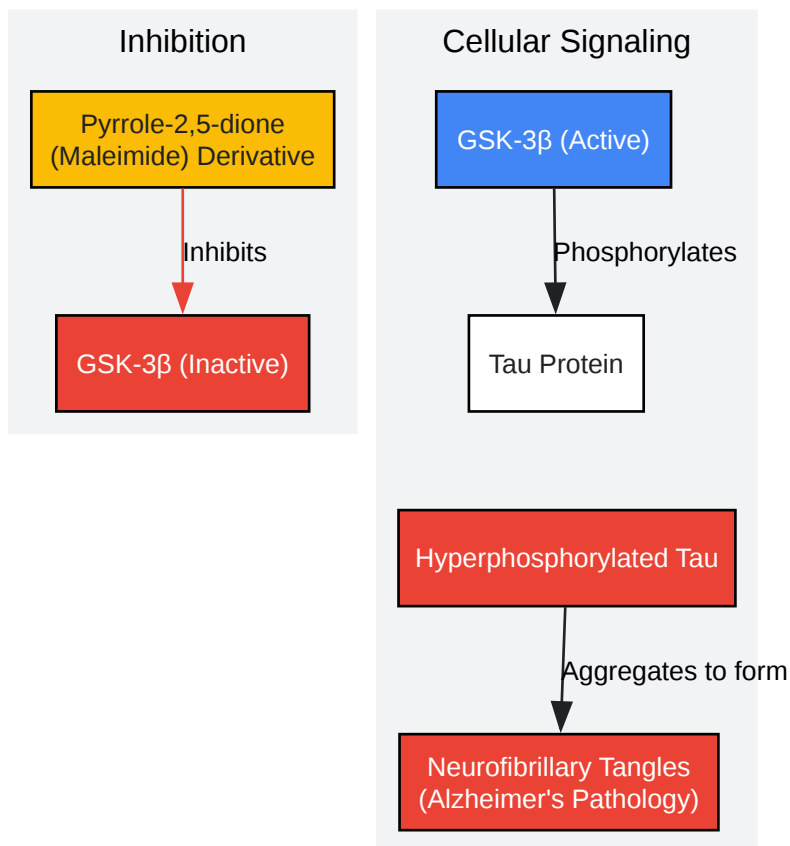 Inhibition
Pyrrole-2,5-dione
(Maleimide) Derivative
Inhibits
GSK-3β (Inactive)
Cellular Signaling
GSK-3β (Active)
Phosphorylates
Tau Protein
Hyperphosphorylated Tau
Aggregates to form
Neurofibrillary Tangles
(Alzheimer's Pathology)